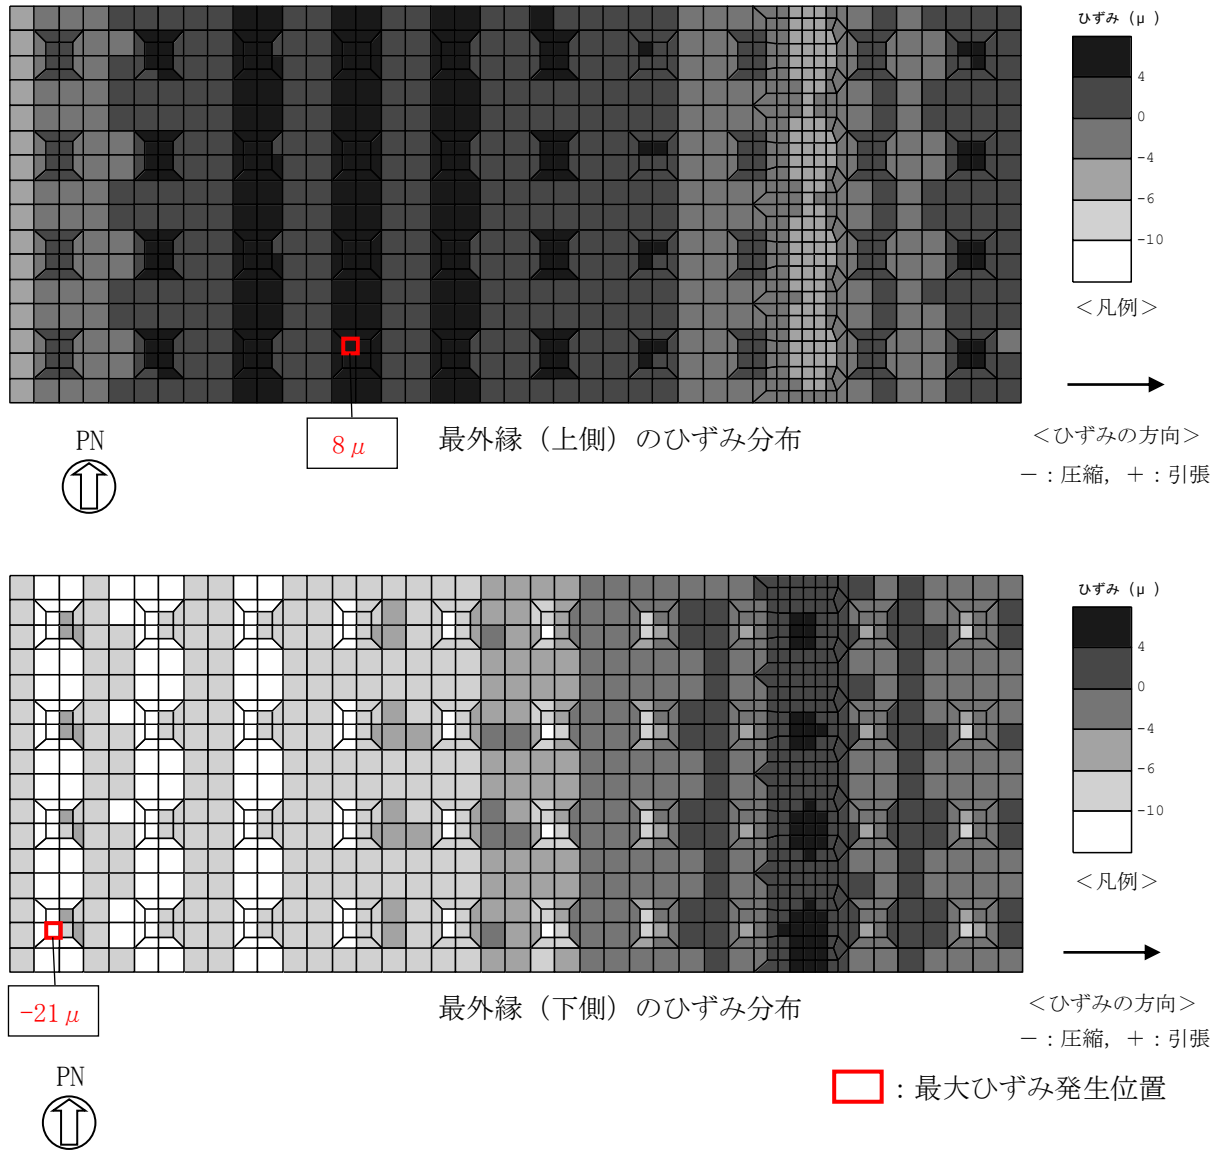 ひずみ (μ )
4
0
-4
-6
-10
＜凡例＞
8μ
最外縁（上側）のひずみ分布
PN
＜ひずみの方向＞
－：圧縮，＋：引張
ひずみ (μ )
4
0
-4
-6
-10
＜凡例＞
-21μ
最外縁（下側）のひずみ分布
＜ひずみの方向＞
－：圧縮，＋：引張
PN
：最大ひずみ発生位置